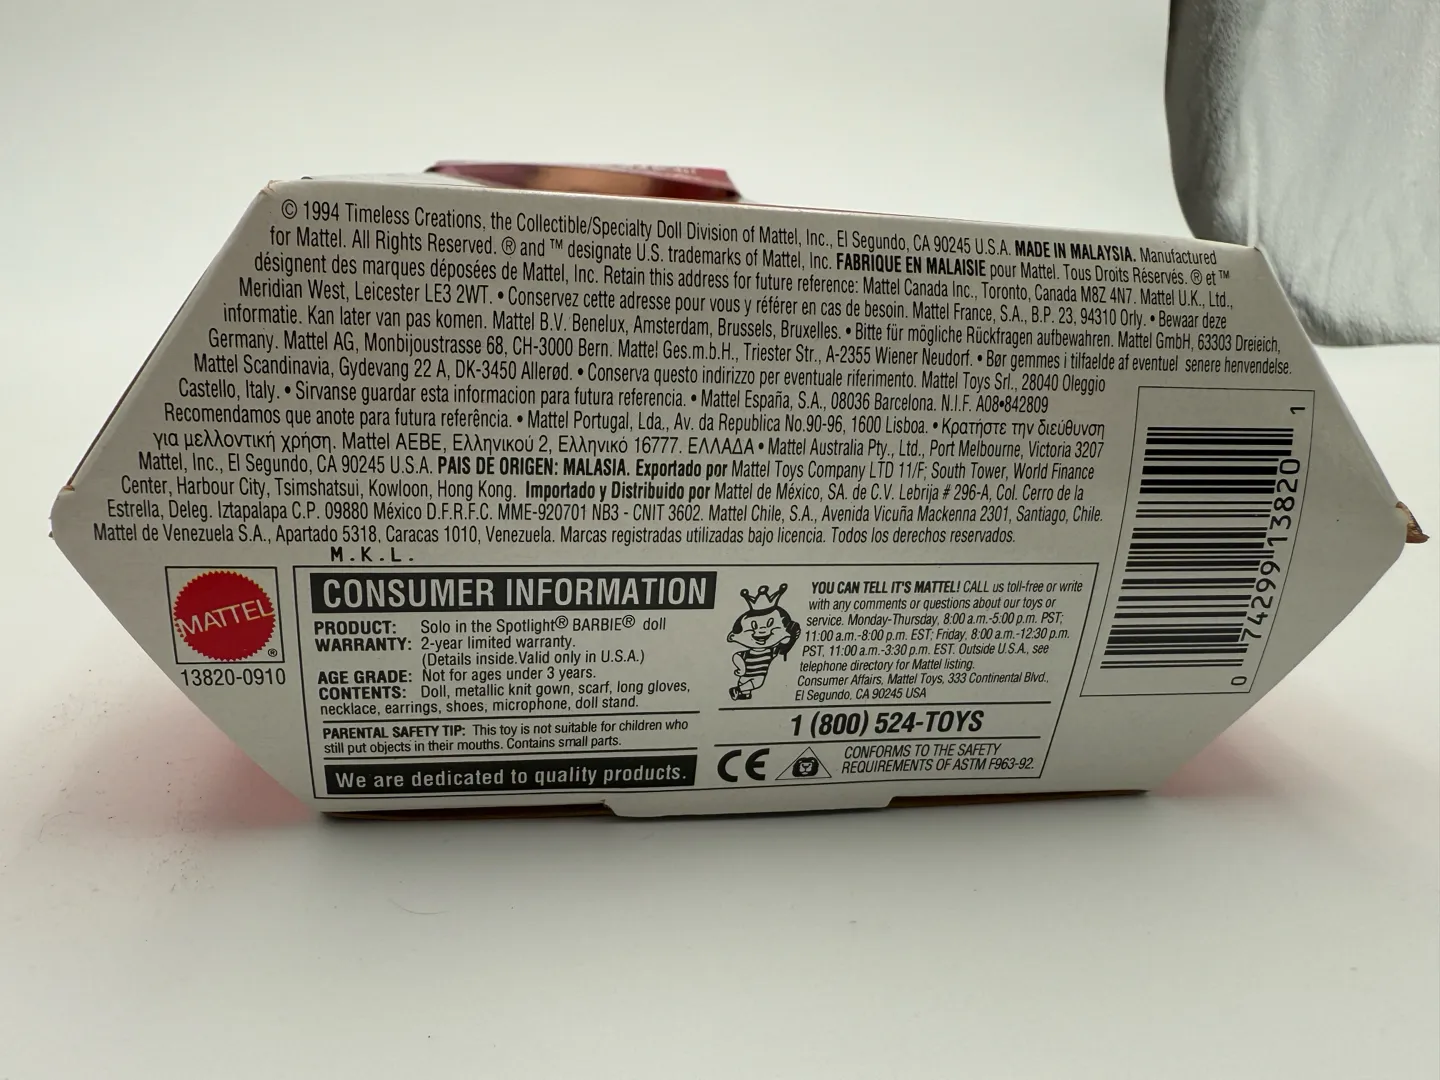 © 1994 Timeless Creations, the Collectible/Specialty Doll Division of Mattel, Inc., El Segundo, CA 90245 U.S.A. MADE IN MALAYSIA. Manufactured
for Mattel. All Rights Reserved. ® and ™ designate U.S. trademarks of Mattel, Inc. FABRIQUE EN MALAISIE pour Mattel. Tous Droits Réservés. ® et ™
désignent des marques déposées de Mattel, Inc. Retain this address for future reference: Mattel Canada Inc., Toronto, Canada M8Z 4N7. Mattel U.K., Ltd.,
Meridian West, Leicester LE3 2WT. • Conservez cette adresse pour vous y référer en cas de besoin. Mattel France, S.A., B.P. 23, 94310 Orly. • Bewaar deze
informatie. Kan later van pas komen. Mattel B.V. Benelux, Amsterdam, Brussels, Bruxelles. • Bitte für mögliche Rückfragen aufbewahren. Mattel GmbH, 63303 Dreieich,
Germany. Mattel AG, Monbijoustrasse 68, CH-3000 Bern. Mattel Ges.m.b.H., Triester Str., A-2355 Wiener Neudorf. • Bør gemmes i tilfaelde af eventuel senere henvendelse.
Mattel Scandinavia, Gydevang 22 A, DK-3450 Allerød. • Conserva questo indirizzo per eventuale riferimento. Mattel Toys Srl., 28040 Oleggio
Castello, Italy. • Sirvanse guardar esta informacion para futura referencia. • Mattel España, S.A., 08036 Barcelona. N.I.F. A08•842809
Recomendamos que anote para futura referência. • Mattel Portugal, Lda., Av. da Republica No.90-96, 1600 Lisboa. • Κρατήστε την διεύθυνση
για μελλοντική χρήση. Mattel AEBE, Ελληνικού 2, Ελληνικό 16777. ΕΛΛΑΔΑ • Mattel Australia Pty., Ltd., Port Melbourne, Victoria 3207
Mattel, Inc., El Segundo, CA 90245 U.S.A. PAIS DE ORIGEN: MALASIA. Exportado por Mattel Toys Company LTD 11/F; South Tower, World Finance
Center, Harbour City, Tsimshatsui, Kowloon, Hong Kong. Importado y Distribuido por Mattel de México, SA. de C.V. Lebrija # 296-A, Col. Cerro de la
Estrella, Deleg. Iztapalapa C.P. 09880 México D.F.R.F.C. MME-920701 NB3 - CNIT 3602. Mattel Chile, S.A., Avenida Vicuña Mackenna 2301, Santiago, Chile.
Mattel de Venezuela S.A., Apartado 5318, Caracas 1010, Venezuela. Marcas registradas utilizadas bajo licencia. Todos los derechos reservados.
M.K.L.
MATTEL ®
13820-0910
CONSUMER INFORMATION
PRODUCT: Solo in the Spotlight® BARBIE® doll
WARRANTY: 2-year limited warranty.
(Details inside.Valid only in U.S.A.)
AGE GRADE: Not for ages under 3 years.
CONTENTS: Doll, metallic knit gown, scarf, long gloves,
necklace, earrings, shoes, microphone, doll stand.
PARENTAL SAFETY TIP: This toy is not suitable for children who
still put objects in their mouths. Contains small parts.
We are dedicated to quality products.
YOU CAN TELL IT'S MATTEL! CALL us toll-free or write
with any comments or questions about our toys or
service. Monday-Thursday, 8:00 a.m.-5:00 p.m. PST;
11:00 a.m.-8:00 p.m. EST; Friday, 8:00 a.m.-12:30 p.m.
PST, 11:00 a.m.-3:30 p.m. EST. Outside U.S.A., see
telephone directory for Mattel listing.
Consumer Affairs, Mattel Toys, 333 Continental Blvd.,
El Segundo, CA 90245 USA
1 (800) 524-TOYS
CE
CONFORMS TO THE SAFETY
REQUIREMENTS OF ASTM F963-92.
0 74299 13820 1